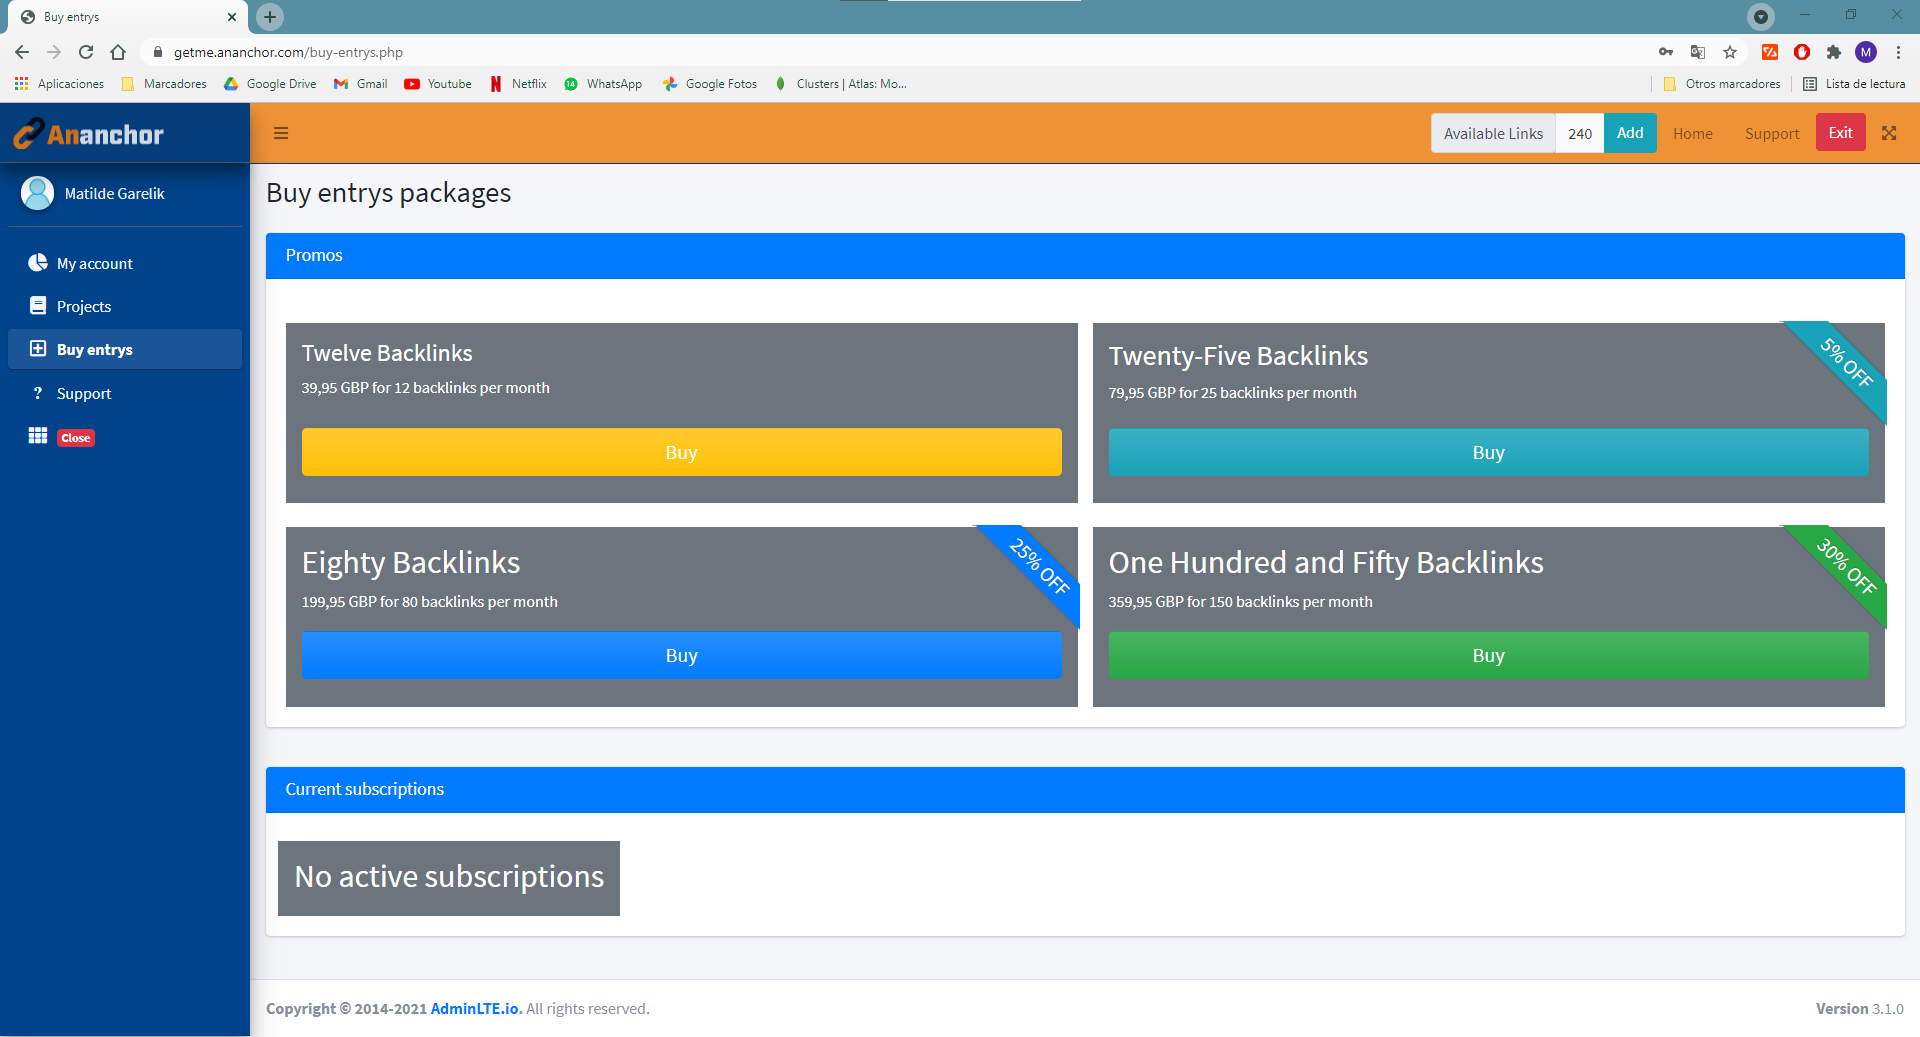 Buy entrys
getme.ananchor.com/buy-entrys.php
M
Aplicaciones Marcadores Google Drive Gmail Youtube Netflix 14 WhatsApp Google Fotos Clusters | Atlas: Mo... Otros marcadores Lista de lectura
Ananchor
Available Links 240 Add Home Support Exit
Matilde Garelik
My account
Projects
Buy entrys
Support
Close
Buy entrys packages
Promos
Twelve Backlinks
39,95 GBP for 12 backlinks per month
Buy
Twenty-Five Backlinks
79,95 GBP for 25 backlinks per month
5% OFF
Buy
Eighty Backlinks
199,95 GBP for 80 backlinks per month
25% OFF
Buy
One Hundred and Fifty Backlinks
359,95 GBP for 150 backlinks per month
30% OFF
Buy
Current subscriptions
No active subscriptions
Copyright © 2014-2021 AdminLTE.io. All rights reserved.
Version 3.1.0